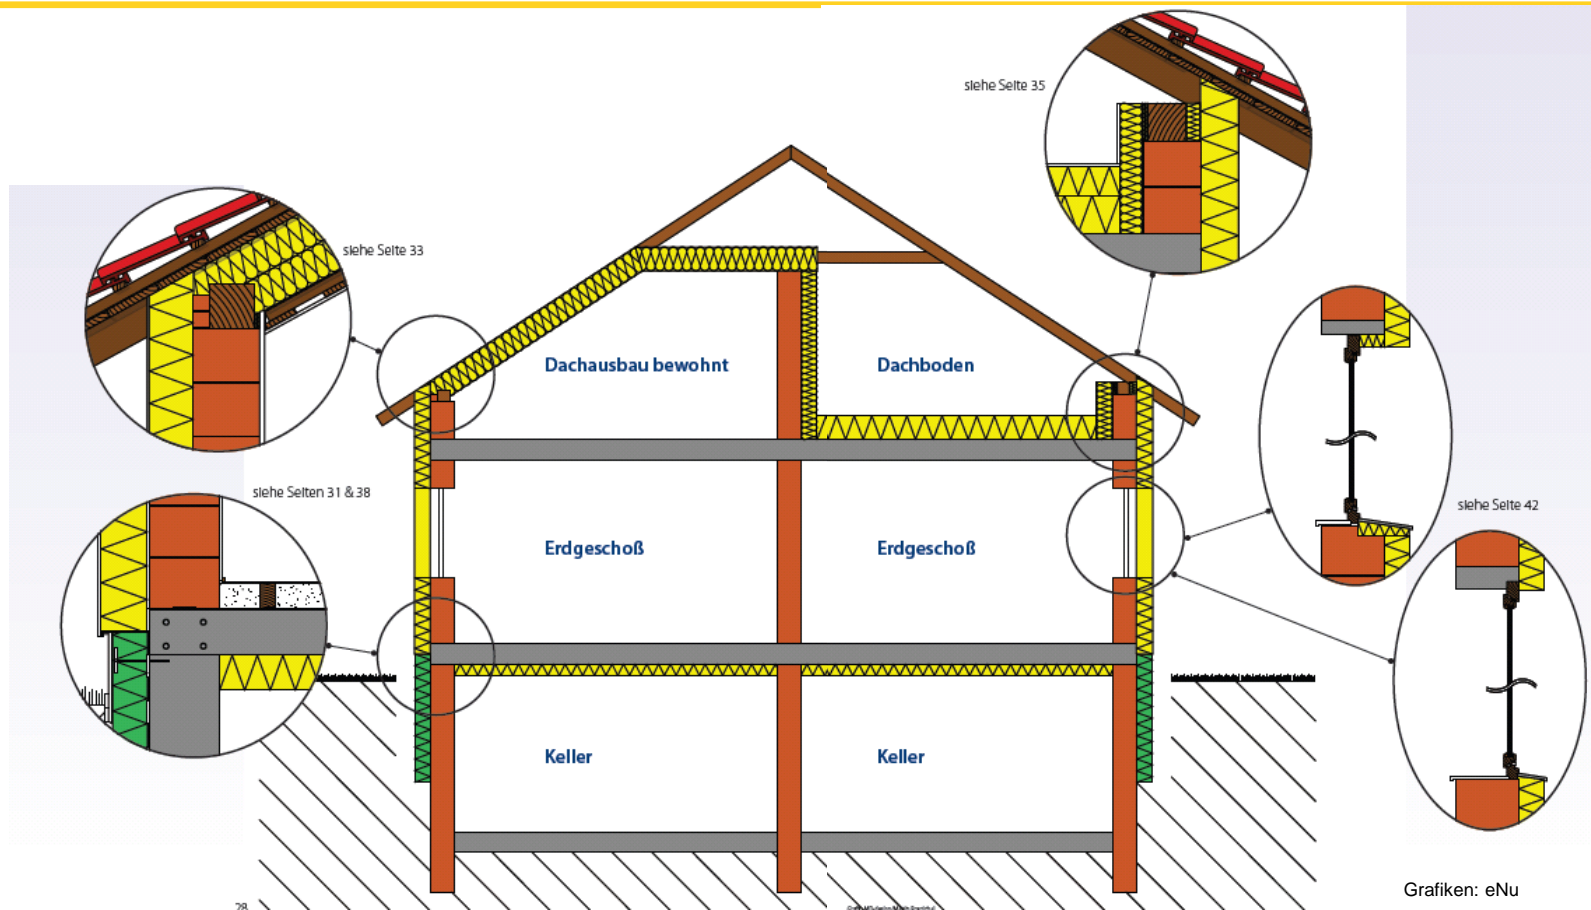 siehe Seite 35
siehe Seite 33
Dachausbau bewohnt
Dachboden
siehe Seiten 31 & 38
siehe Seite 42
Erdgeschoß
Erdgeschoß
Keller
Keller
28
Grafiken: eNu